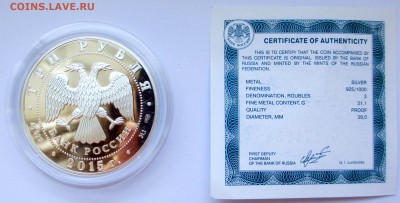 COINS.LAVE.RU
ТРИ РУБЛЯ
БАНК РОССИИ
2015 г.
CERTIFICATE OF AUTHENTICITY
THIS IS TO CERTIFY THAT THE COIN ACCOMPANIED BY
THIS CERTIFICATE IS ORIGINAL, ISSUED BY THE BANK OF
RUSSIA AND MINTED BY THE MINTS OF THE RUSSIAN
FEDERATION.
METAL SILVER
FINENESS 925/1000
DENOMINATION, ROUBLES 3
FINE METAL CONTENT, G 31,1
QUALITY PROOF
DIAMETER, MM 39,0
FIRST DEPUTY
CHAIRMAN
OF THE BANK OF RUSSIA